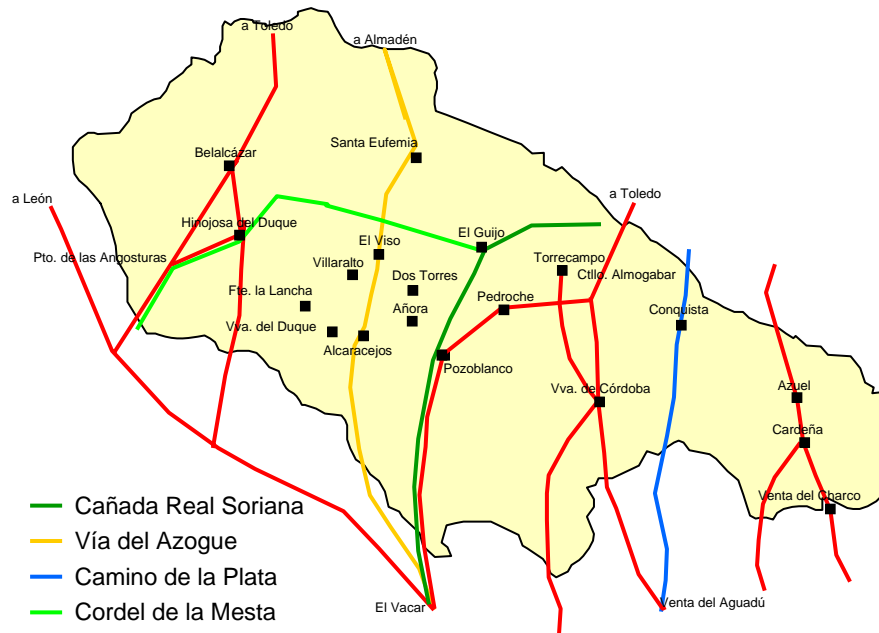 a Toledo
a Almadén
Santa Eufemia
Belalcázar
a León
a Toledo
Hinojosa del Duque
El Guijo
El Viso
Pto. de las Angosturas
Villaralto
Torrecampo
Dos Torres
Ctllo. Almogabar
Fte. la Lancha
Pedroche
Añora
Conquista
Vva. del Duque
Alcaracejos
Pozoblanco
Vva. de Córdoba
Azuel
Cardeña
Venta del Charco
Cañada Real Soriana
Vía del Azogue
Camino de la Plata
Cordel de la Mesta
El Vacar
Venta del Aguadú